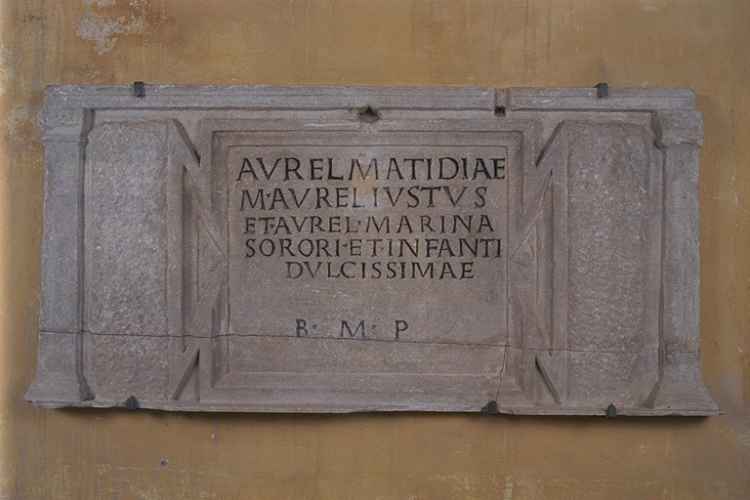 AVREL MATIDIAE
M·AVREL IVSTVS
ET·AVREL·MARINA
SORORI·ET INFANTI
DVLCISSIMAE
B· M· P